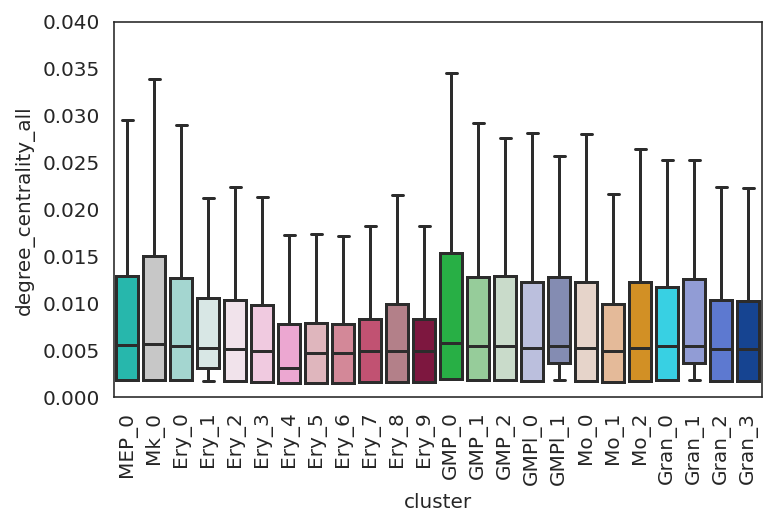 degree_centrality_all
0.040
0.035
0.030
0.025
0.020
0.015
0.010
0.005
0.000
MEP_0
Mk_0
Ery_0
Ery_1
Ery_2
Ery_3
Ery_4
Ery_5
Ery_6
Ery_7
Ery_8
Ery_9
GMP_0
GMP_1
GMP_2
GMPl_0
GMPl_1
Mo_0
Mo_1
Mo_2
Gran_0
Gran_1
Gran_2
Gran_3
cluster